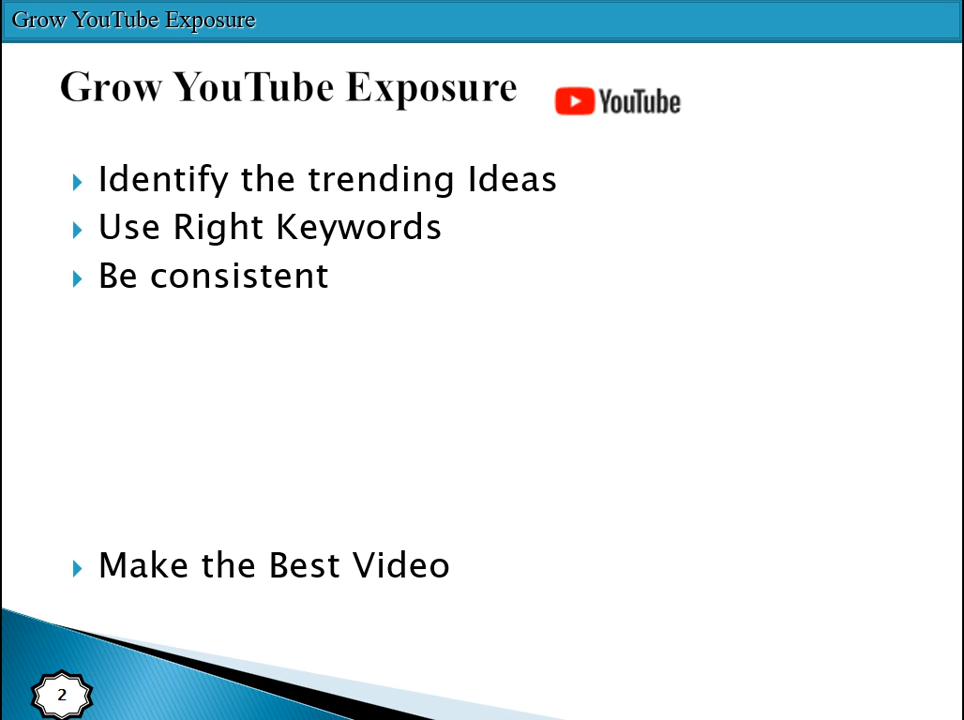 Grow YouTube Exposure
Grow YouTube Exposure
YouTube
Identify the trending Ideas
Use Right Keywords
Be consistent
Make the Best Video
2